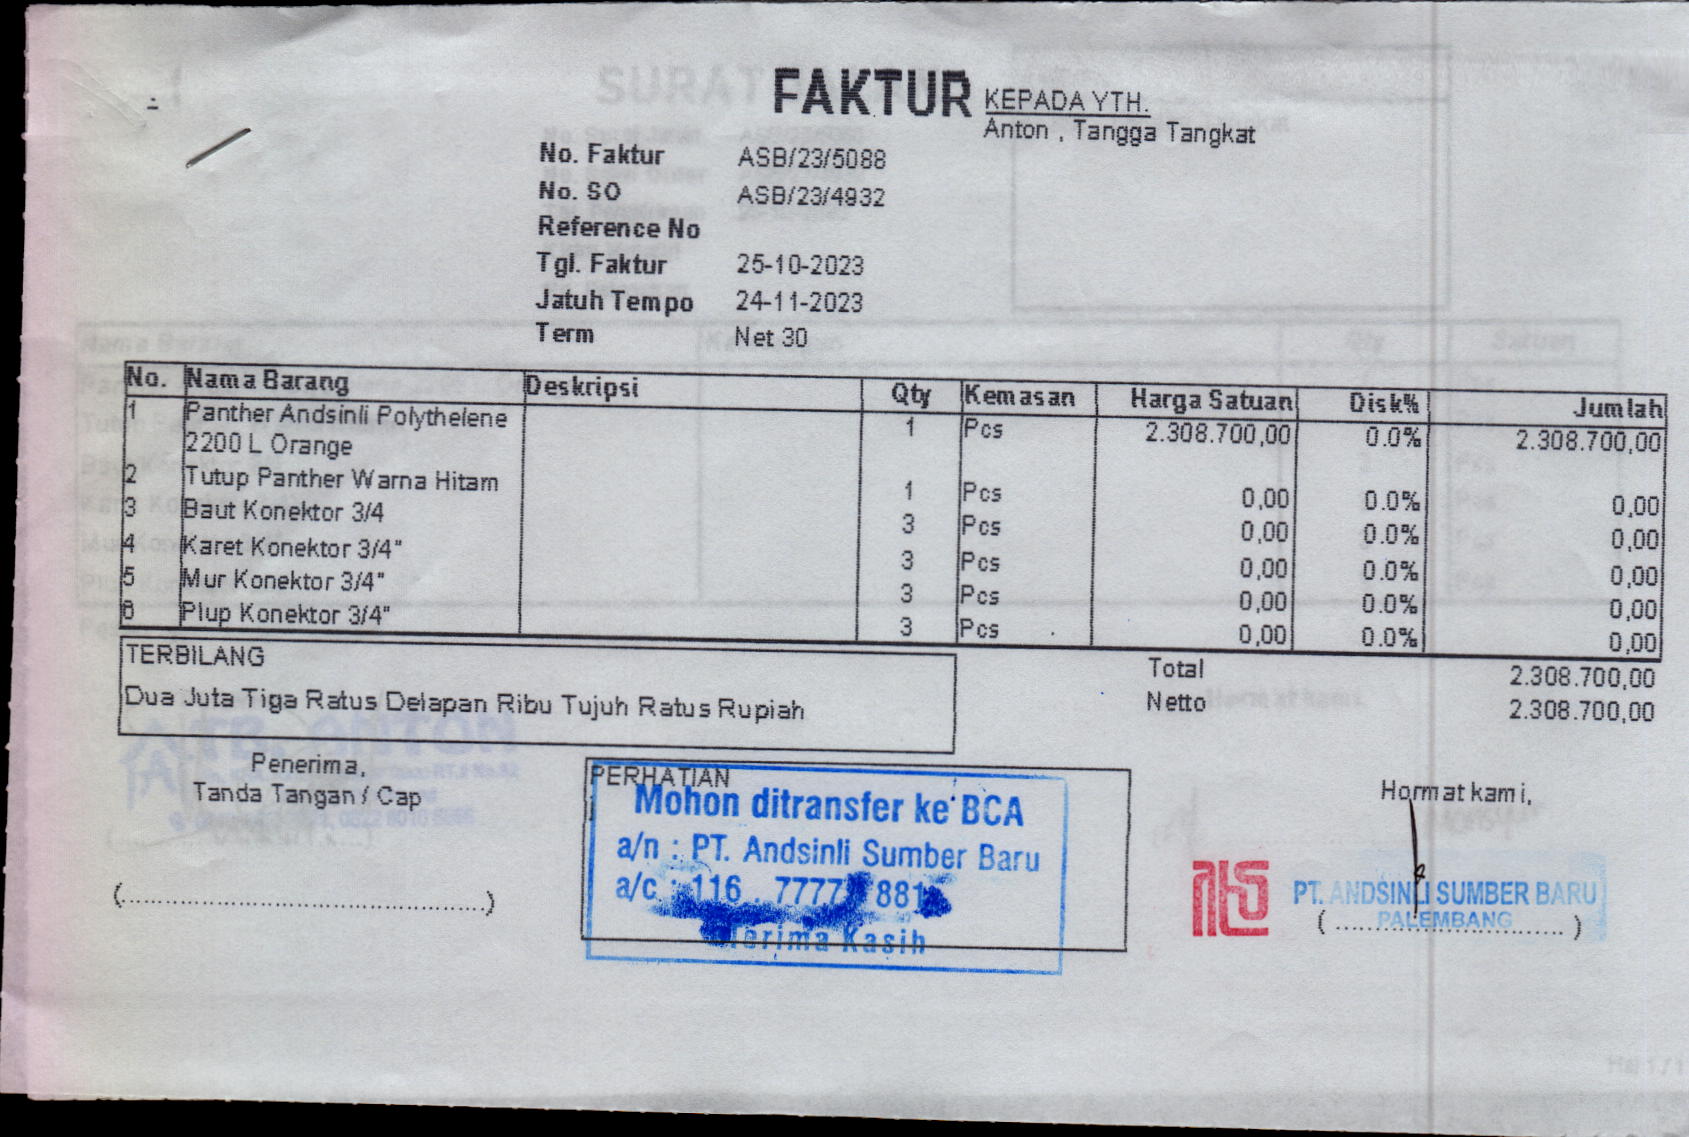 FAKTUR
KEPADA YTH.
Anton , Tangga Tangkat
No. Faktur ASB/23/5088
No. SO ASB/23/4932
Reference No
Tgl. Faktur 25-10-2023
Jatuh Tempo 24-11-2023
Term Net 30
No. Nama Barang Deskripsi Qty Kemasan Harga Satuan Disk% Jumlah
1 Panther Andsinli Polythelene 1 Pcs 2.308.700,00 0.0% 2.308.700,00
2200 L Orange
2 Tutup Panther Warna Hitam 1 Pcs 0,00 0.0% 0,00
3 Baut Konektor 3/4 3 Pcs 0,00 0.0% 0,00
4 Karet Konektor 3/4" 3 Pcs 0,00 0.0% 0,00
5 Mur Konektor 3/4" 3 Pcs 0,00 0.0% 0,00
6 Plup Konektor 3/4" 3 Pcs 0,00 0.0% 0,00
TERBILANG
Dua Juta Tiga Ratus Delapan Ribu Tujuh Ratus Rupiah
Total 2.308.700,00
Netto 2.308.700,00
Penerima,
Tanda Tangan / Cap
(................................................)
PERHATIAN
Mohon ditransfer ke BCA
a/n : PT. Andsinli Sumber Baru
a/c : 116 . 7777 881
Kasih
Hormat kami,
PT. ANDSINLI SUMBER BARU
PALEMBANG
(..............................)